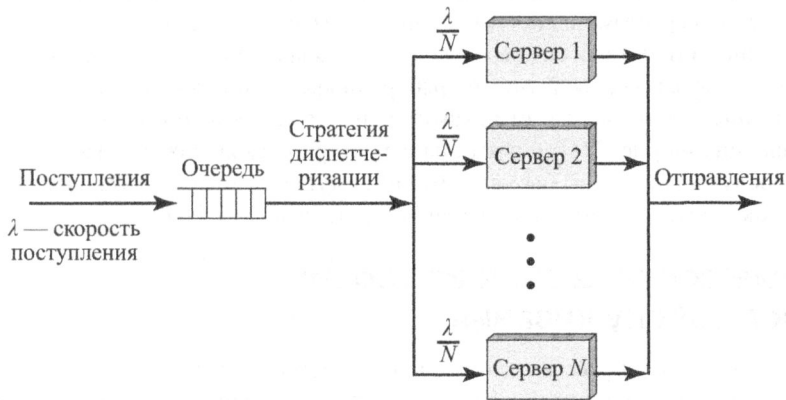 Поступления
λ — скорость
поступления
Очередь
Стратегия
диспетче-
ризации
λ/N
Сервер 1
λ/N
Сервер 2
λ/N
Сервер N
Отправления